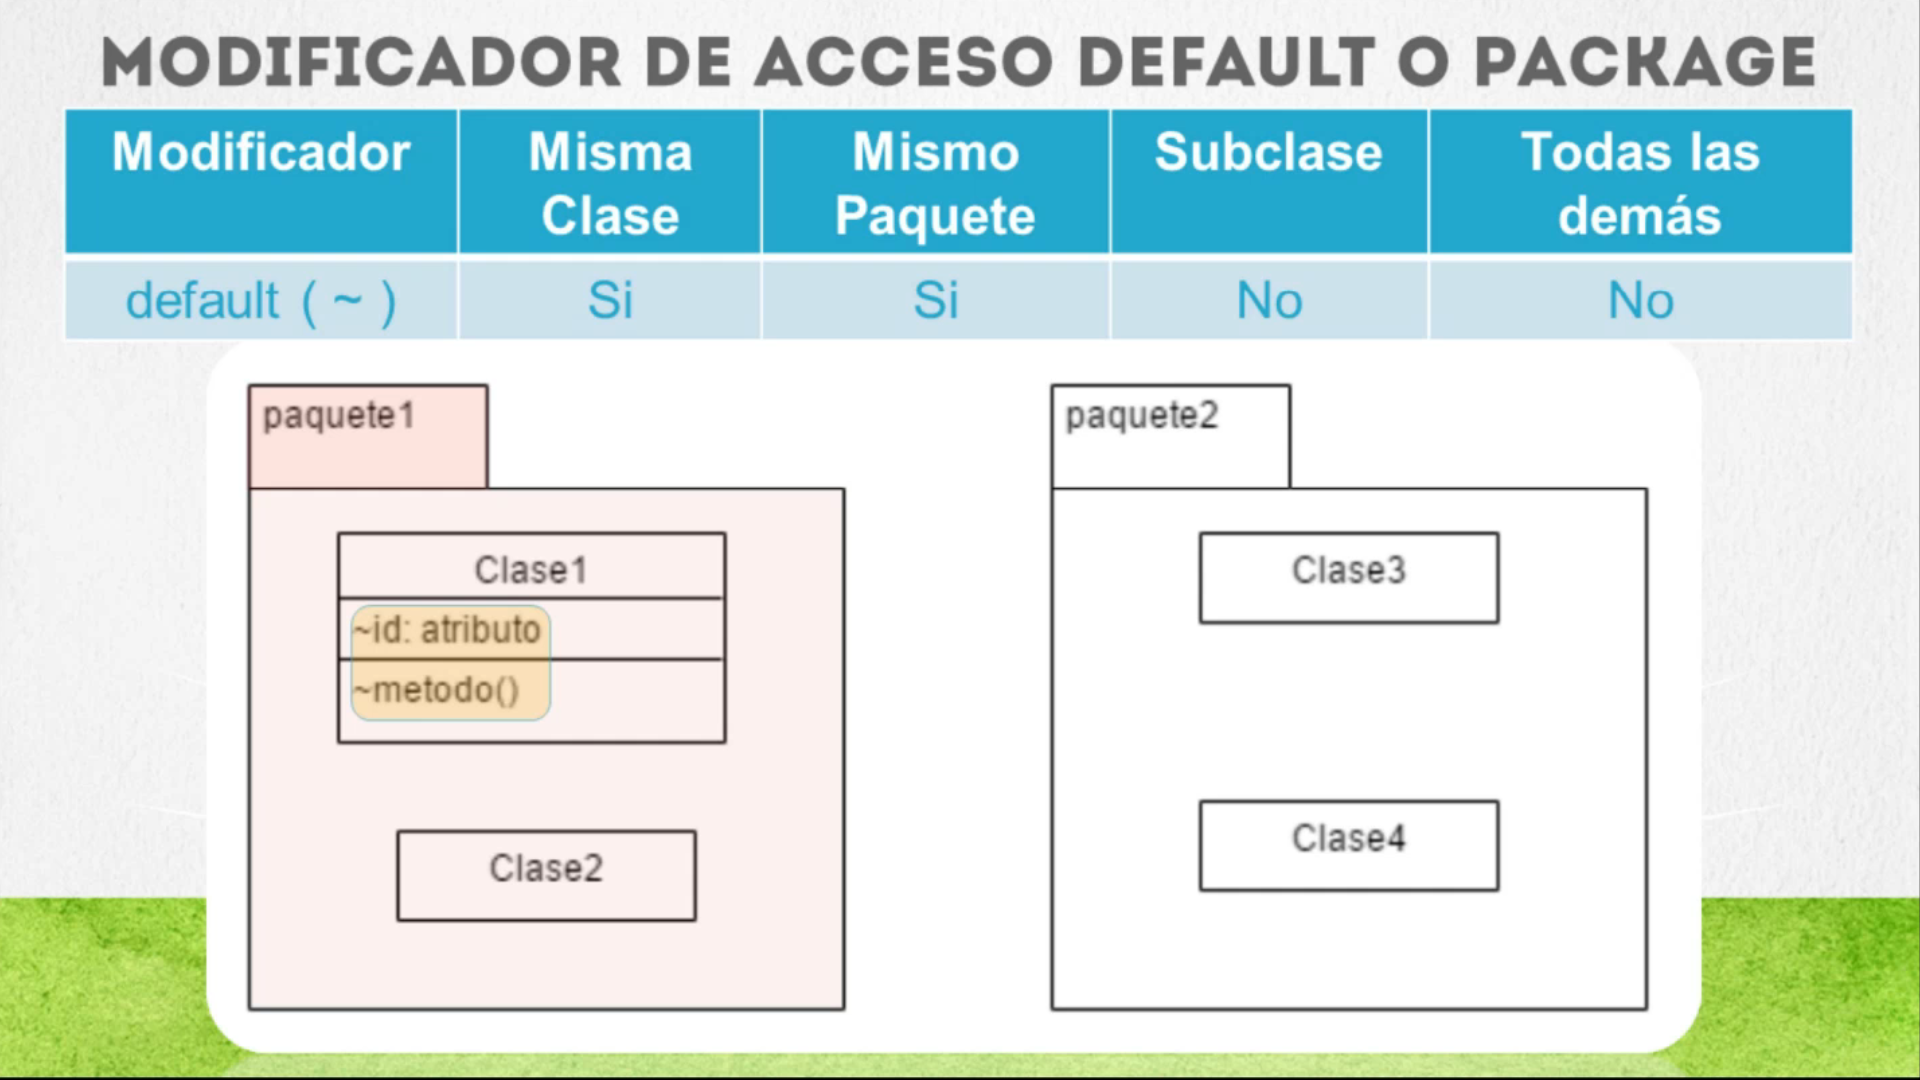 MODIFICADOR DE ACCESO DEFAULT O PACKAGE
Modificador
Misma
Clase
Mismo
Paquete
Subclase
Todas las
demás
default ( ~ )
Si
Si
No
No
paquete1
Clase1
~id: atributo
~metodo()
Clase2
paquete2
Clase3
Clase4